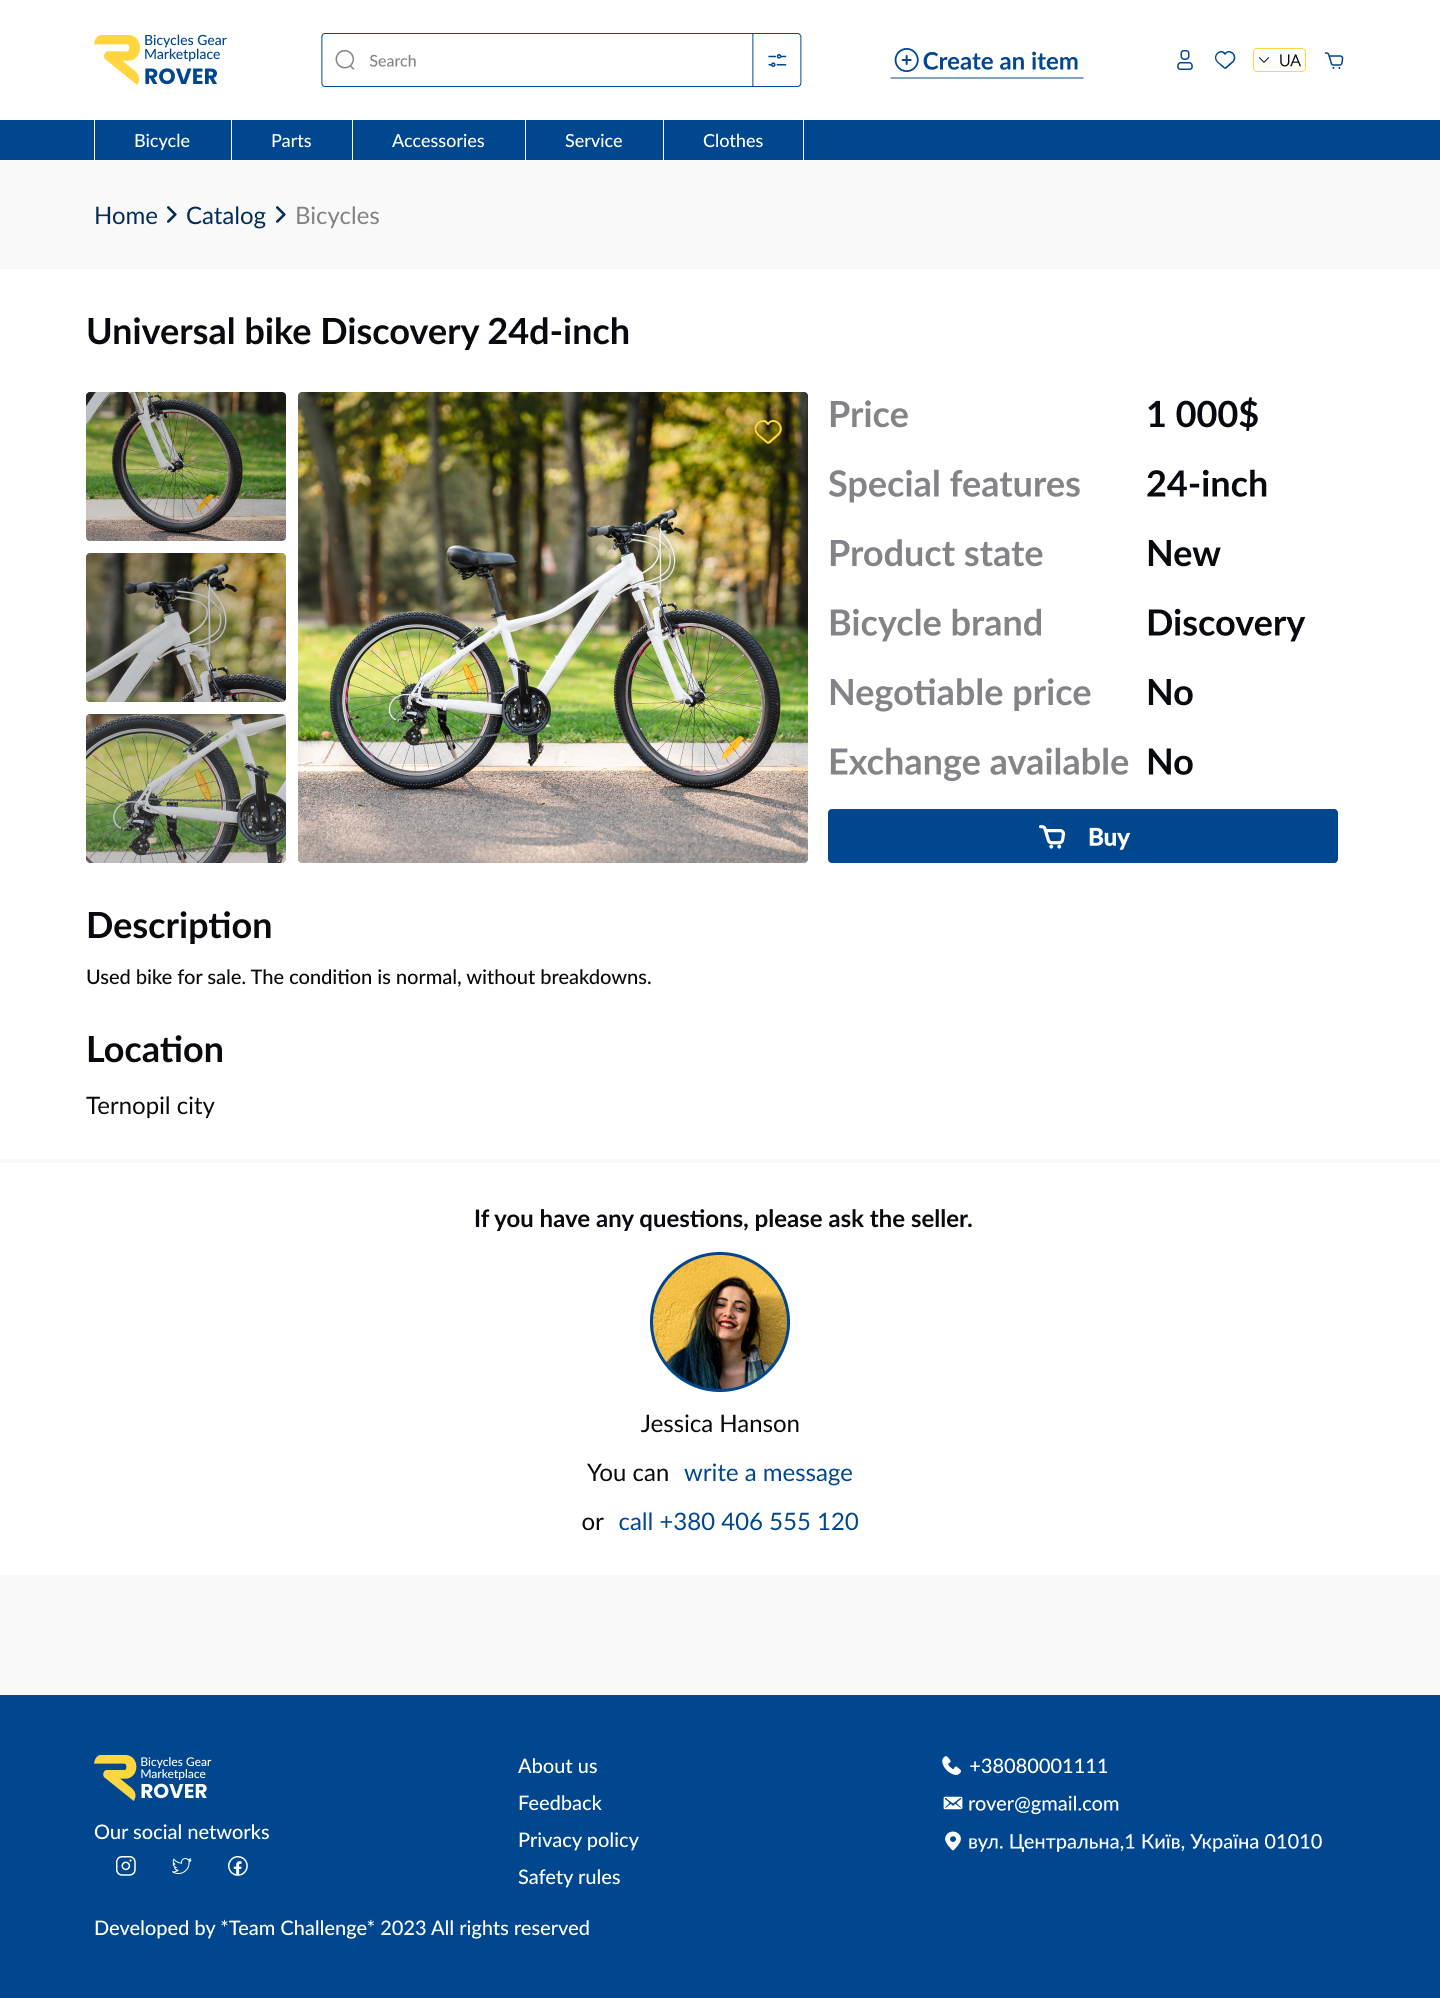 Bicycles Gear
Marketplace
ROVER
Search
Create an item
UA
Bicycle
Parts
Accessories
Service
Clothes
Home
Catalog
Bicycles
Universal bike Discovery 24d-inch
Price
1 000$
Special features
24-inch
Product state
New
Bicycle brand
Discovery
Negotiable price
No
Exchange available
No
Buy
Description
Used bike for sale. The condition is normal, without breakdowns.
Location
Ternopil city
If you have any questions, please ask the seller.
Jessica Hanson
You can write a message
or call +380 406 555 120
Bicycles Gear
Marketplace
ROVER
Our social networks
About us
Feedback
Privacy policy
Safety rules
+38080001111
rover@gmail.com
вул. Центральна,1 Київ, Україна 01010
Developed by *Team Challenge* 2023 All rights reserved